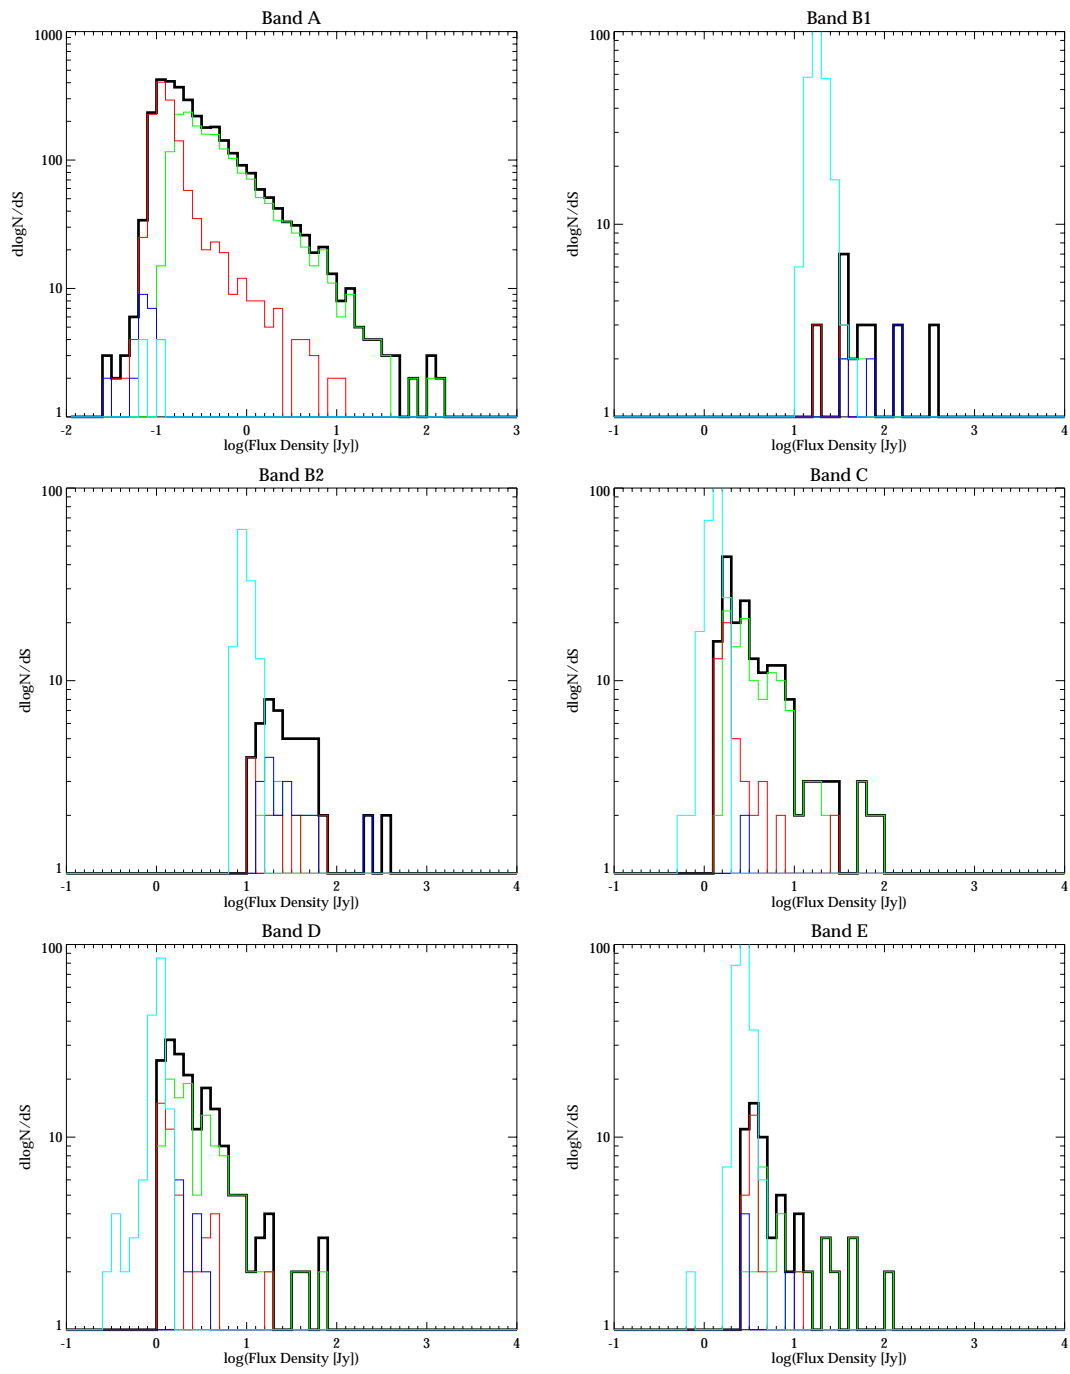 Band A
1000
100
10
1
dlogN/dS
-2 -1 0 1 2 3
log(Flux Density [Jy])
Band B1
100
10
1
dlogN/dS
-1 0 1 2 3 4
log(Flux Density [Jy])
Band B2
100
10
1
dlogN/dS
-1 0 1 2 3 4
log(Flux Density [Jy])
Band C
100
10
1
dlogN/dS
-1 0 1 2 3 4
log(Flux Density [Jy])
Band D
100
10
1
dlogN/dS
-1 0 1 2 3 4
log(Flux Density [Jy])
Band E
100
10
1
dlogN/dS
-1 0 1 2 3 4
log(Flux Density [Jy])